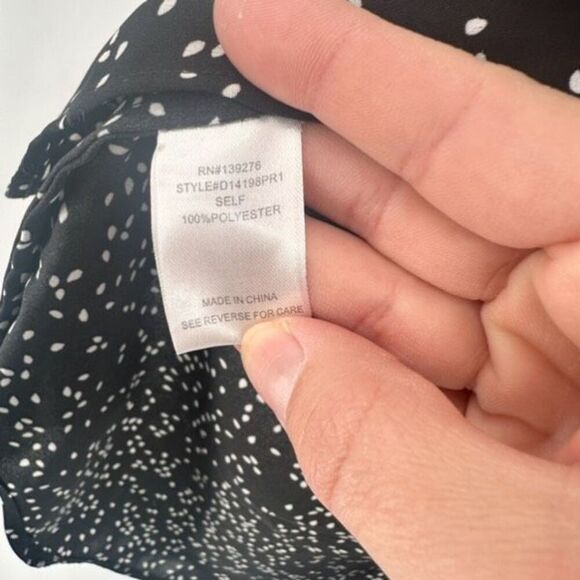 RN#139276
STYLE#D14198PR1
SELF
100%POLYESTER
MADE IN CHINA
SEE REVERSE FOR CARE